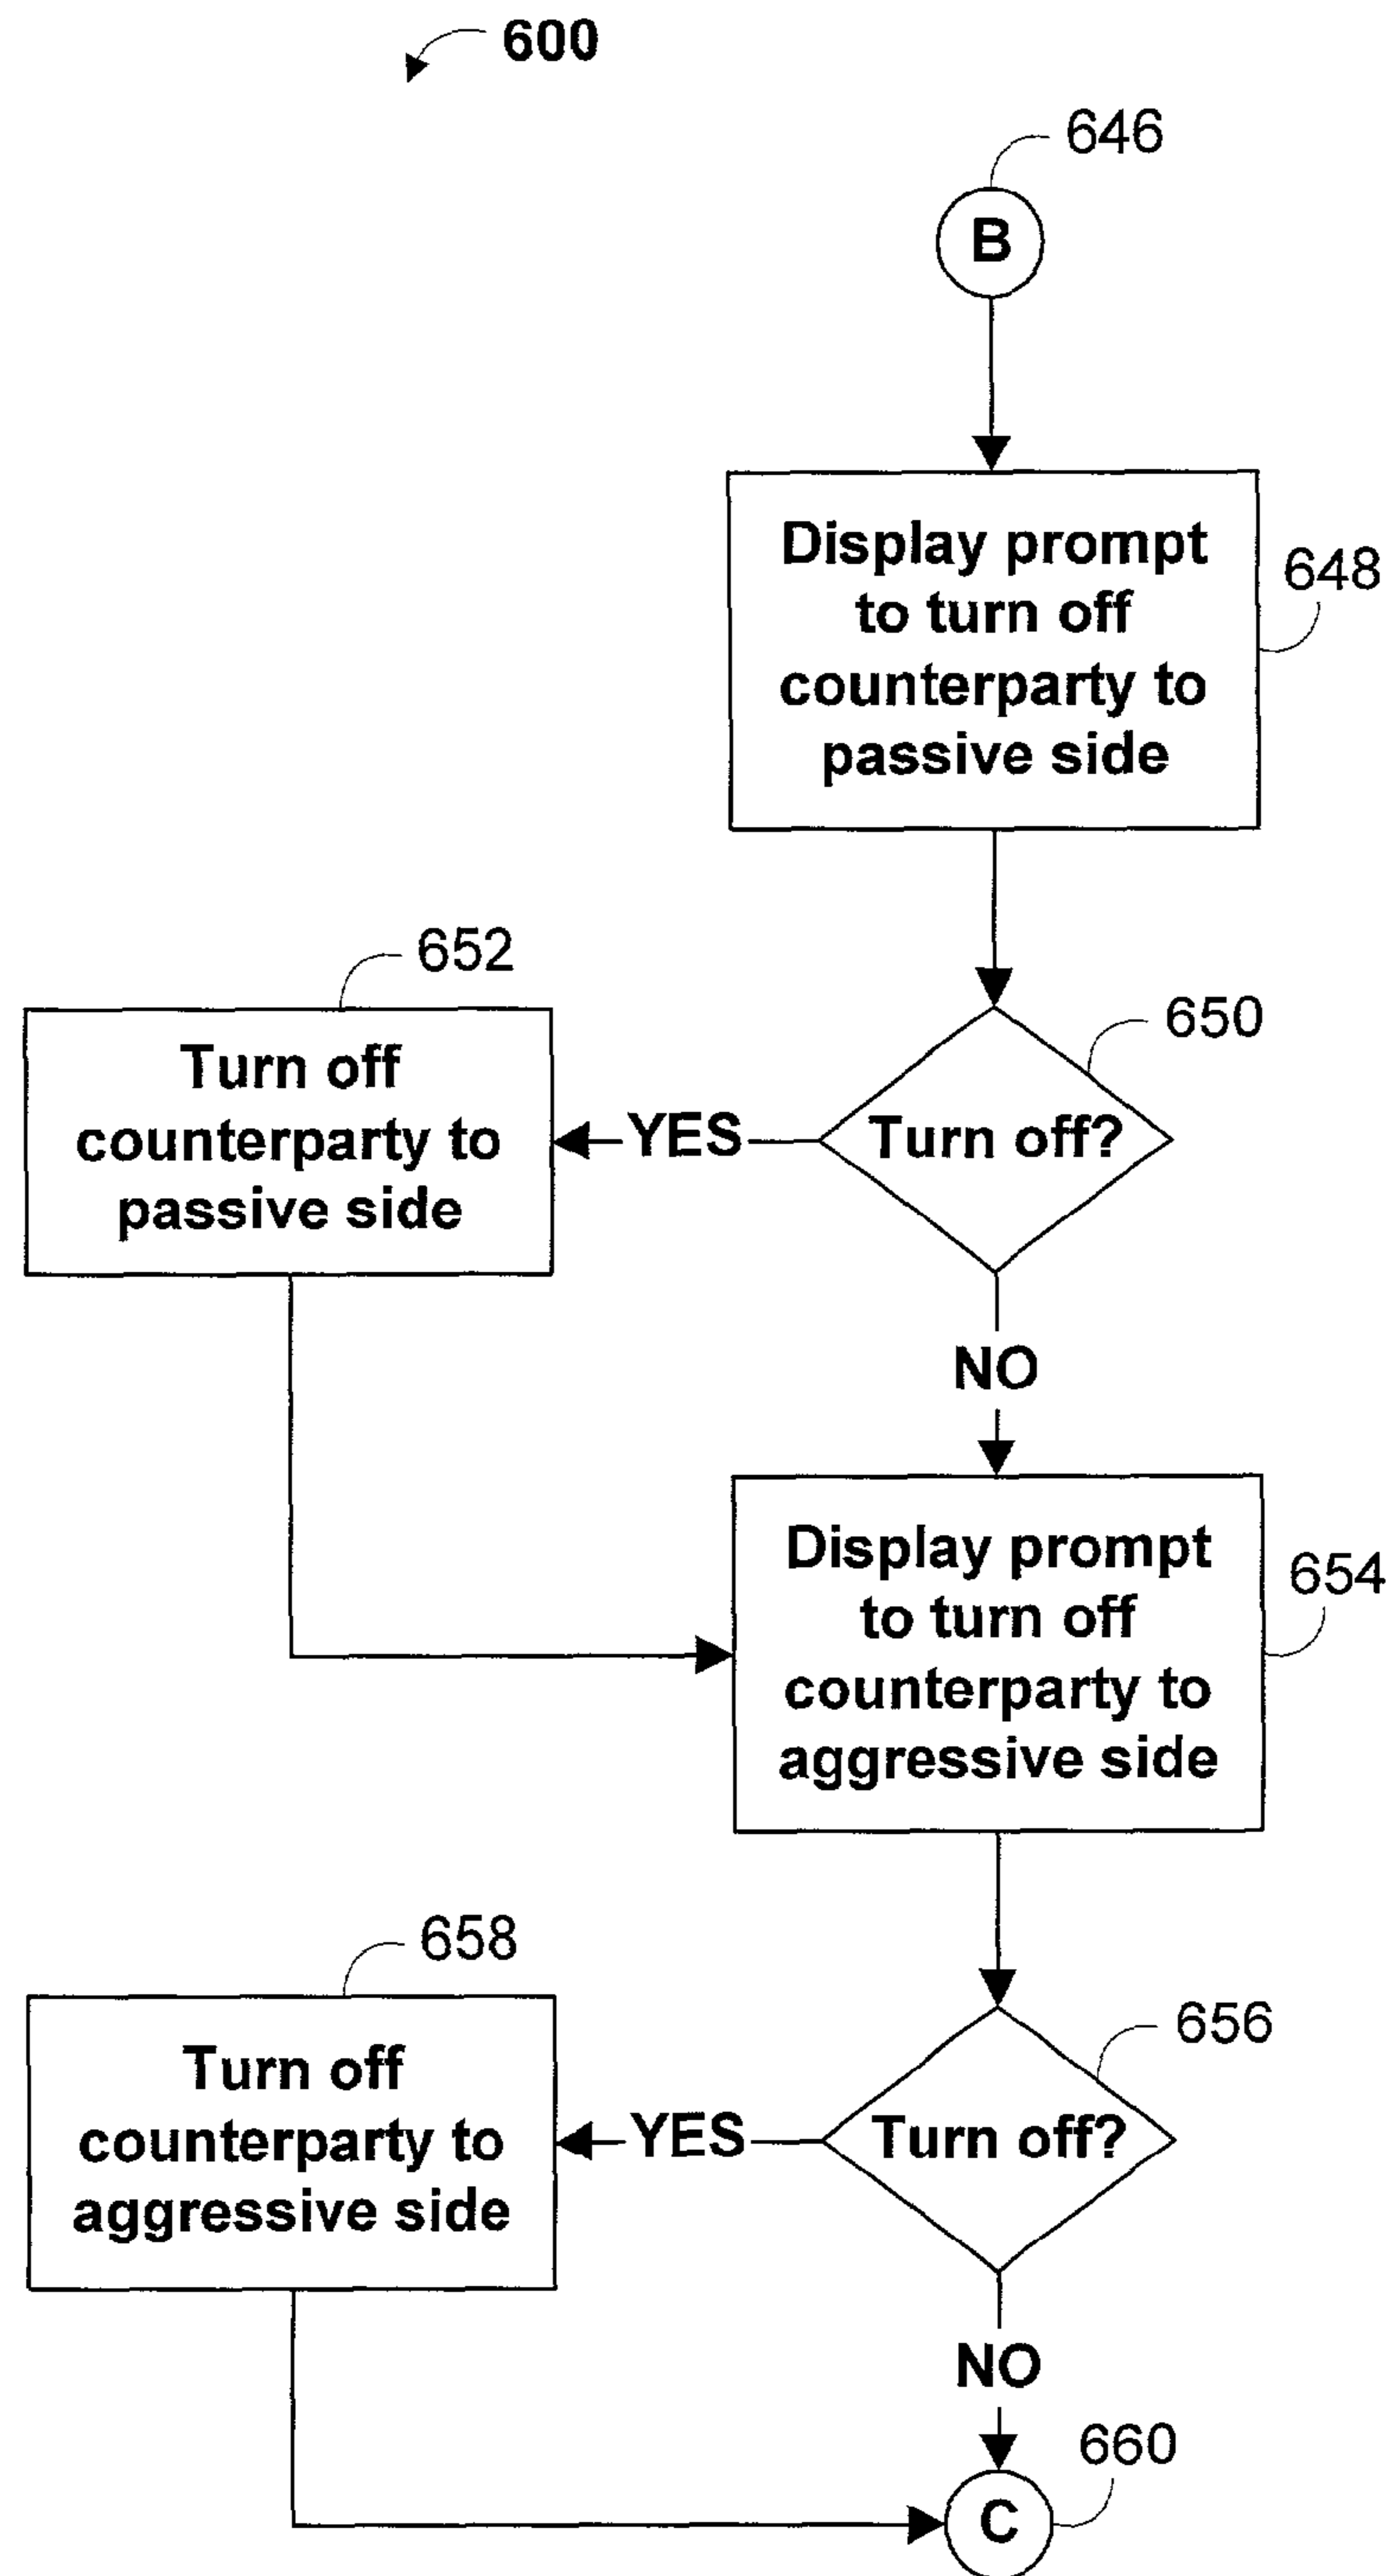 600
646
B
Display prompt
to turn off
counterparty to
passive side
648
652
Turn off
counterparty to
passive side
YES
650
Turn off?
NO
Display prompt
to turn off
counterparty to
aggressive side
654
658
Turn off
counterparty to
aggressive side
YES
656
Turn off?
NO
660
C